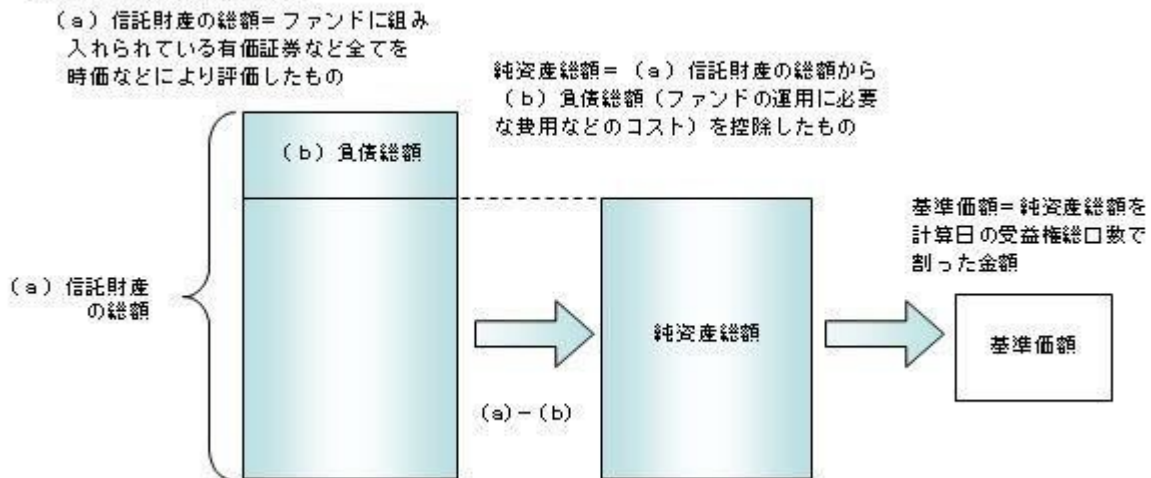 (a)信託財産の総額=ファンドに組み
入れられている有価証券など全てを
時価などにより評価したもの
純資産総額=(a)信託財産の総額から
(b)負債総額(ファンドの運用に必要
な費用などのコスト)を控除したもの
(b)負債総額
基準価額=純資産総額を
計算日の受益権総口数で
割った金額
(a)信託財産
の総額
純資産総額
基準価額
(a)-(b)